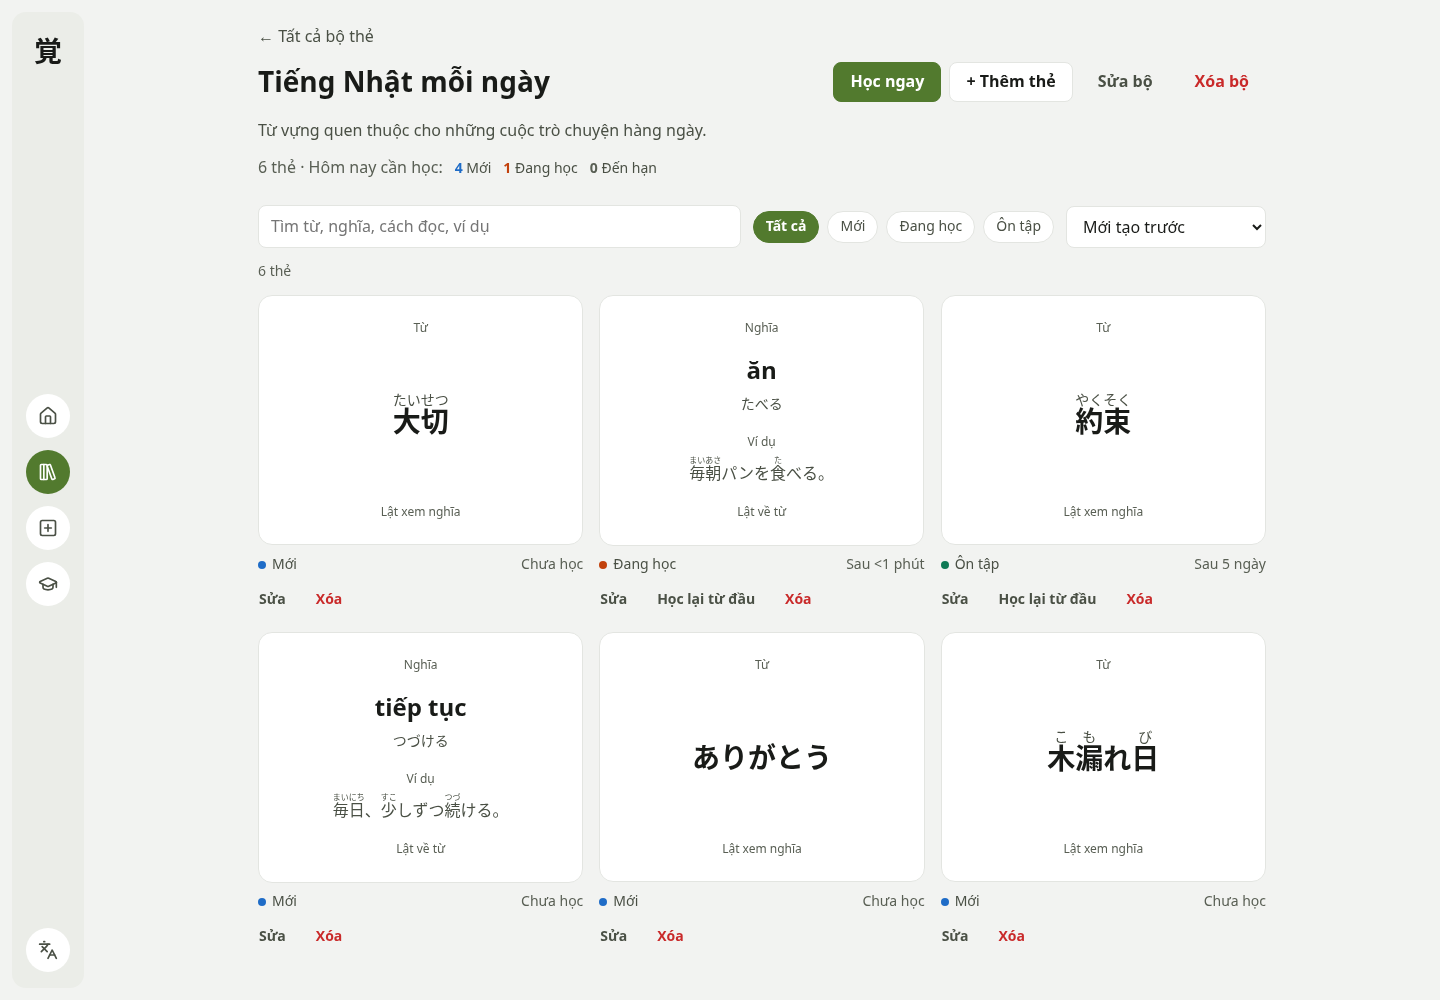 覚
← Tất cả bộ thẻ
Tiếng Nhật mỗi ngày
Học ngay
+ Thêm thẻ
Sửa bộ
Xóa bộ
Từ vựng quen thuộc cho những cuộc trò chuyện hàng ngày.
6 thẻ · Hôm nay cần học: 4 Mới 1 Đang học 0 Đến hạn
Tìm từ, nghĩa, cách đọc, ví dụ
Tất cả
Mới
Đang học
Ôn tập
Mới tạo trước
6 thẻ
Từ
たいせつ
大切
Lật xem nghĩa
Mới
Chưa học
Sửa
Xóa
Nghĩa
ăn
たべる
Ví dụ
まいあさ た
毎朝パンを食べる。
Lật về từ
Đang học
Sau <1 phút
Sửa
Học lại từ đầu
Xóa
Từ
やくそく
約束
Lật xem nghĩa
Ôn tập
Sau 5 ngày
Sửa
Học lại từ đầu
Xóa
Nghĩa
tiếp tục
つづける
Ví dụ
まいにち すこ つづ
毎日、少しずつ続ける。
Lật về từ
Mới
Chưa học
Sửa
Xóa
Từ
ありがとう
Lật xem nghĩa
Mới
Chưa học
Sửa
Xóa
Từ
こ も び
木漏れ日
Lật xem nghĩa
Mới
Chưa học
Sửa
Xóa